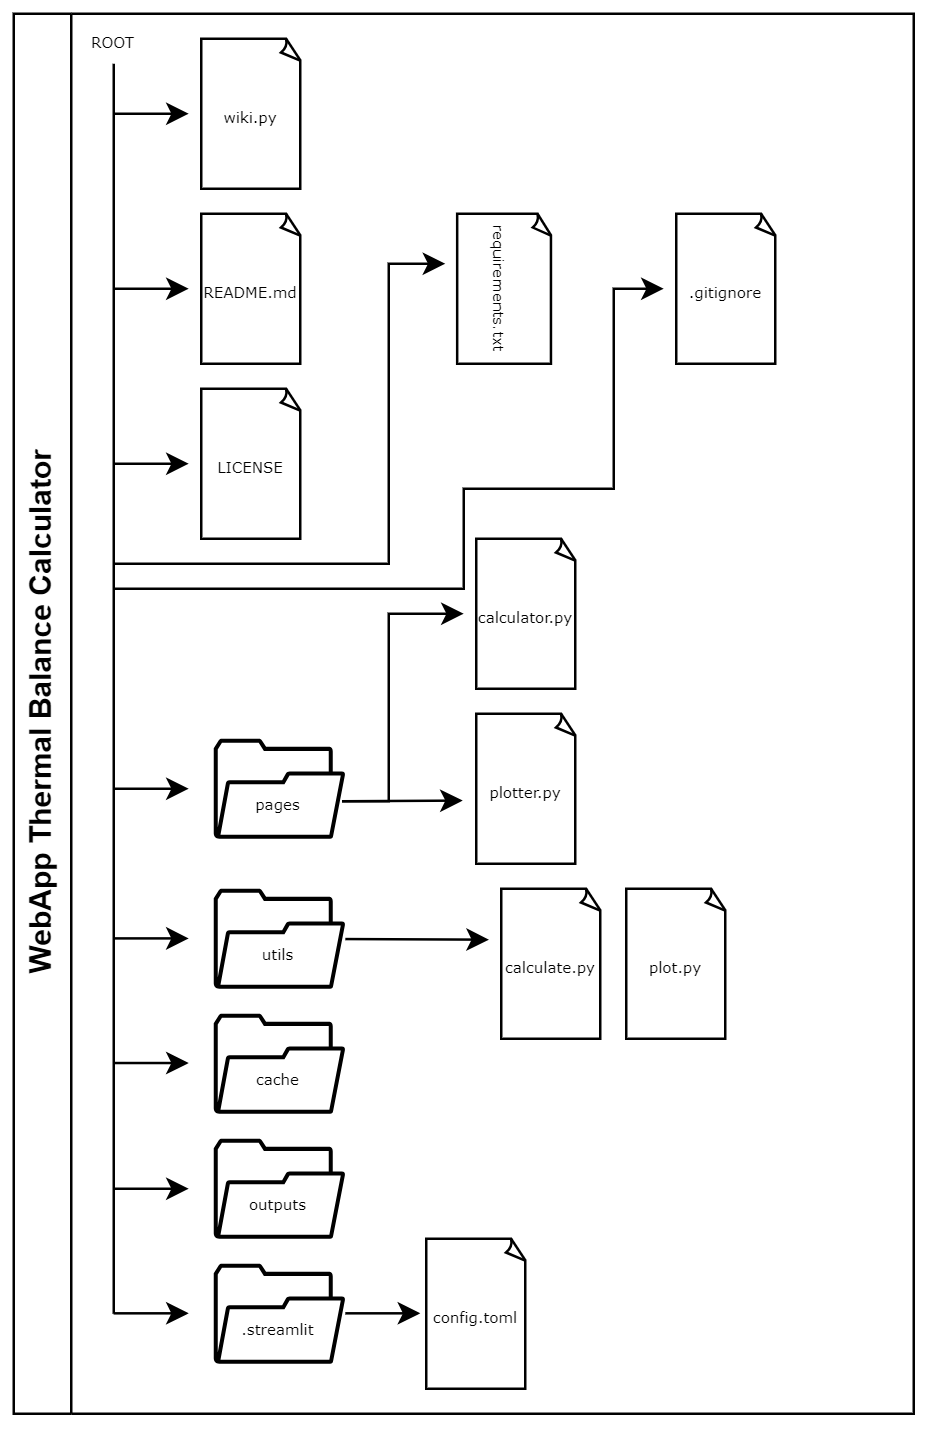 WebApp Thermal Balance Calculator
ROOT
wiki.py
README.md
requirements.txt
.gitignore
LICENSE
calculator.py
pages
plotter.py
utils
calculate.py
plot.py
cache
outputs
.streamlit
config.toml